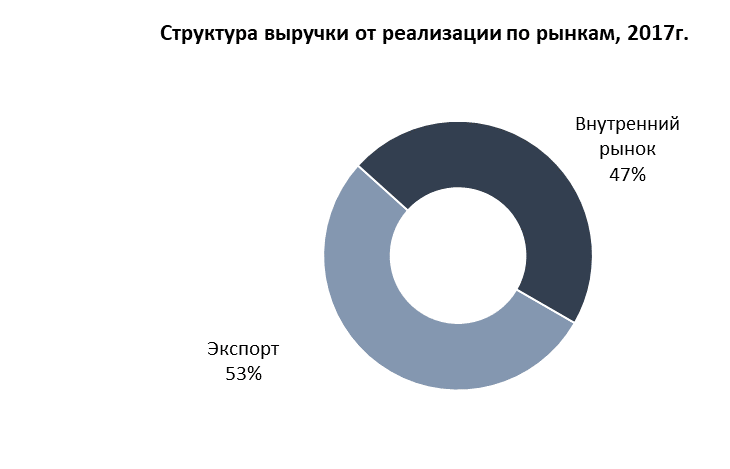 Структура выручки от реализации по рынкам, 2017г.
Внутренний
рынок
47%
Экспорт
53%